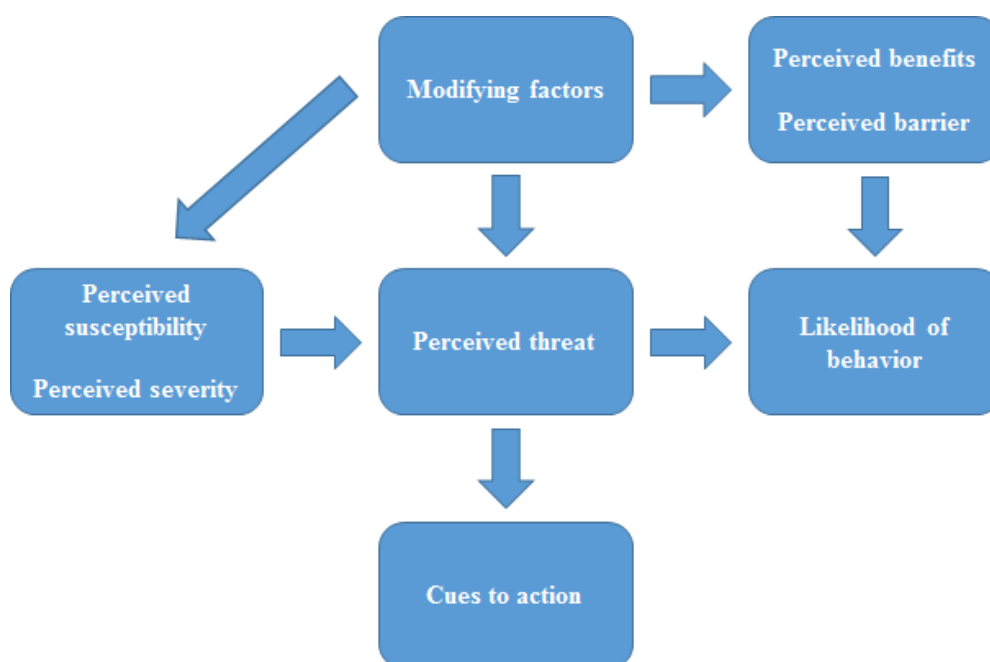 Modifying factors
Perceived benefits
Perceived barrier
Perceived
susceptibility
Perceived severity
Perceived threat
Likelihood of
behavior
Cues to action